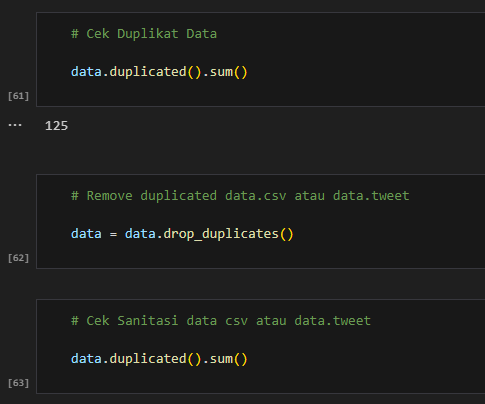 # Cek Duplikat Data
data.duplicated().sum()
[61]
... 125
# Remove duplicated data.csv atau data.tweet
data = data.drop_duplicates()
[62]
# Cek Sanitasi data csv atau data.tweet
data.duplicated().sum()
[63]